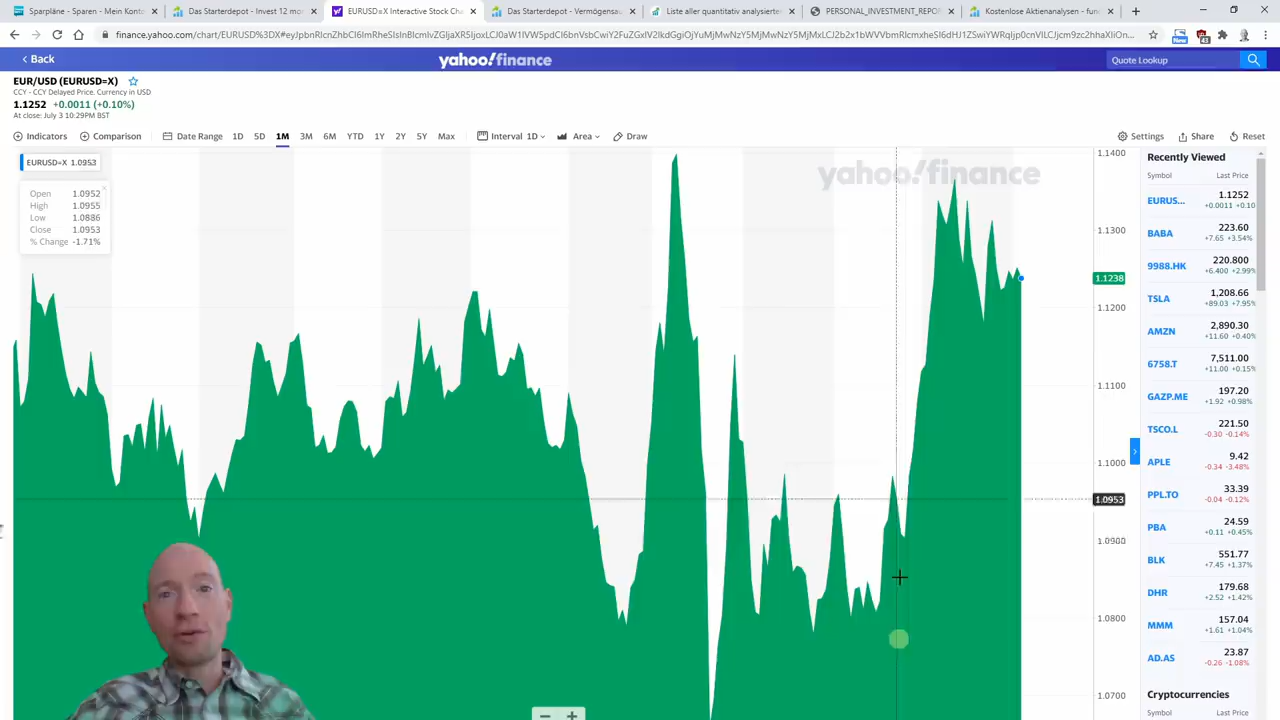 Sparpläne - Sparen - Mein Kont
Das Starterdepot - Invest 12 mo
EURUSD=X Interactive Stock Cha
Das Starterdepot - Vermögensau
Liste aller quantitativ analysierte
PERSONAL_INVESTMENT_REPO
Kostenlose Aktienanalysen - fun
Back
yahoo!finance
Quote Lookup
EUR/USD (EURUSD=X)
CCY - CCY Delayed Price. Currency in USD
1.1252 +0.0011 (+0.10%)
At close: July 3 10:29PM BST
Indicators Comparison Date Range 1D 5D 1M 3M 6M YTD 1Y 2Y 5Y Max Interval 1D Area Draw Settings Share Reset
EURUSD=X 1.0953
Open 1.0952
High 1.0955
Low 1.0886
Close 1.0953
% Change -1.71%
yahoo!finance
1.1400
1.1300
1.1238
1.1200
1.1100
1.1000
1.0953
1.0900
1.0800
1.0700
Recently Viewed
Symbol Last Price
EURUS... 1.1252
+0.0011 +0.10
BABA 223.60
+7.65 +3.54%
9988.HK 220.800
+6.400 +2.99%
TSLA 1,208.66
+89.03 +7.95%
AMZN 2,890.30
+11.60 +0.40%
6758.T 7,511.00
+11.00 +0.15%
GAZP.ME 197.20
+1.92 +0.98%
TSCO.L 221.50
-0.30 -0.14%
APLE 9.42
-0.34 -3.48%
PPL.TO 33.39
-0.04 -0.12%
PBA 24.59
+0.11 +0.45%
BLK 551.77
+7.45 +1.37%
DHR 179.68
+2.52 +1.42%
MMM 157.04
+1.61 +1.04%
AD.AS 23.87
-0.26 -1.08%
Cryptocurrencies
Symbol Last Price